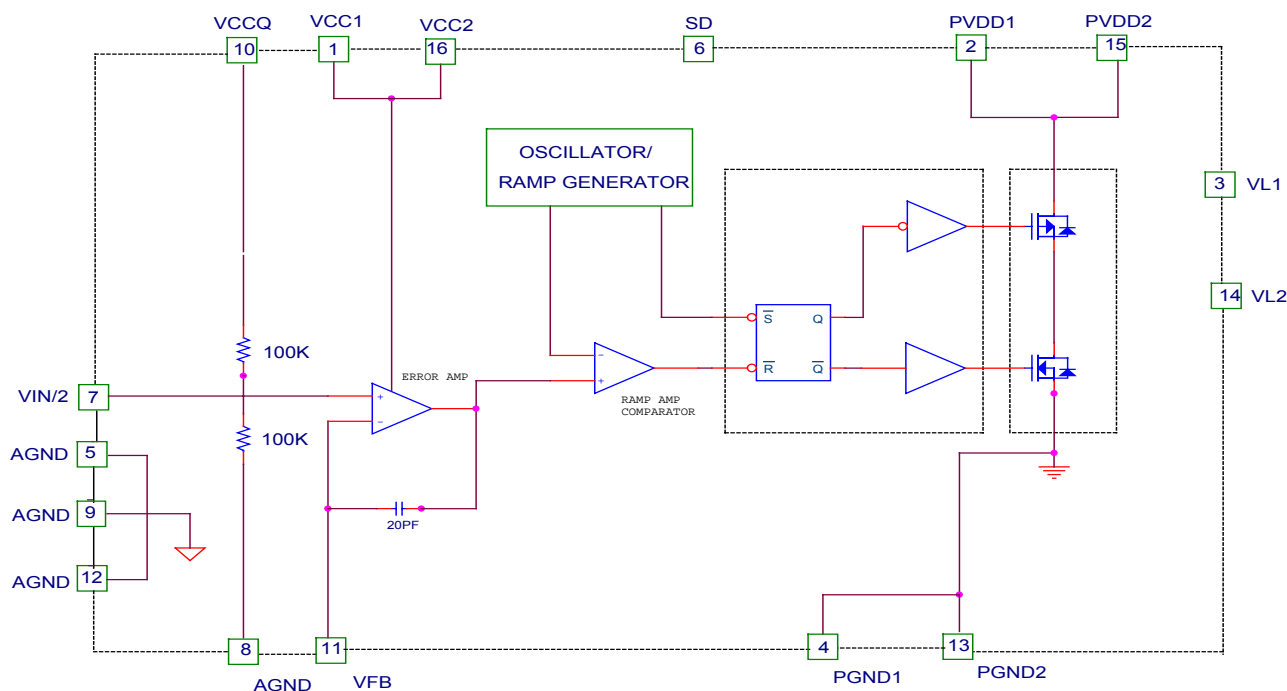 VCCQ
VCC1
VCC2
SD
PVDD1
PVDD2
10
1
16
6
2
15
OSCILLATOR/
RAMP GENERATOR
3
VL1
14
VL2
S
Q
R
Q
100K
100K
ERROR AMP
+
-
-
+
RAMP AMP
COMPARATOR
VIN/2
7
AGND
5
AGND
9
AGND
12
20PF
8
AGND
11
VFB
4
PGND1
13
PGND2